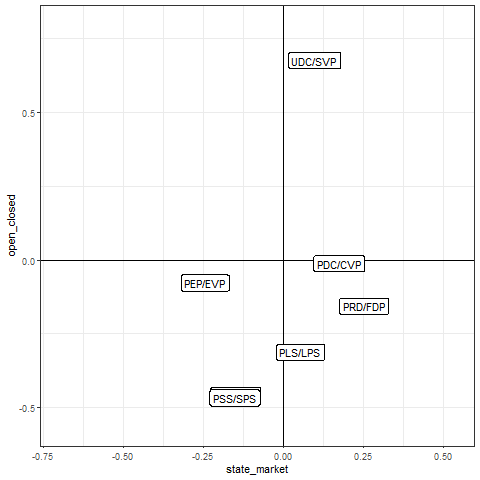 UDC/SVP
0.5
open_closed
0.0
PDC/CVP
PEP/EVP
PRD/FDP
PLS/LPS
PSS/SPS
-0.5
-0.75 -0.50 -0.25 0.00 0.25 0.50
state_market